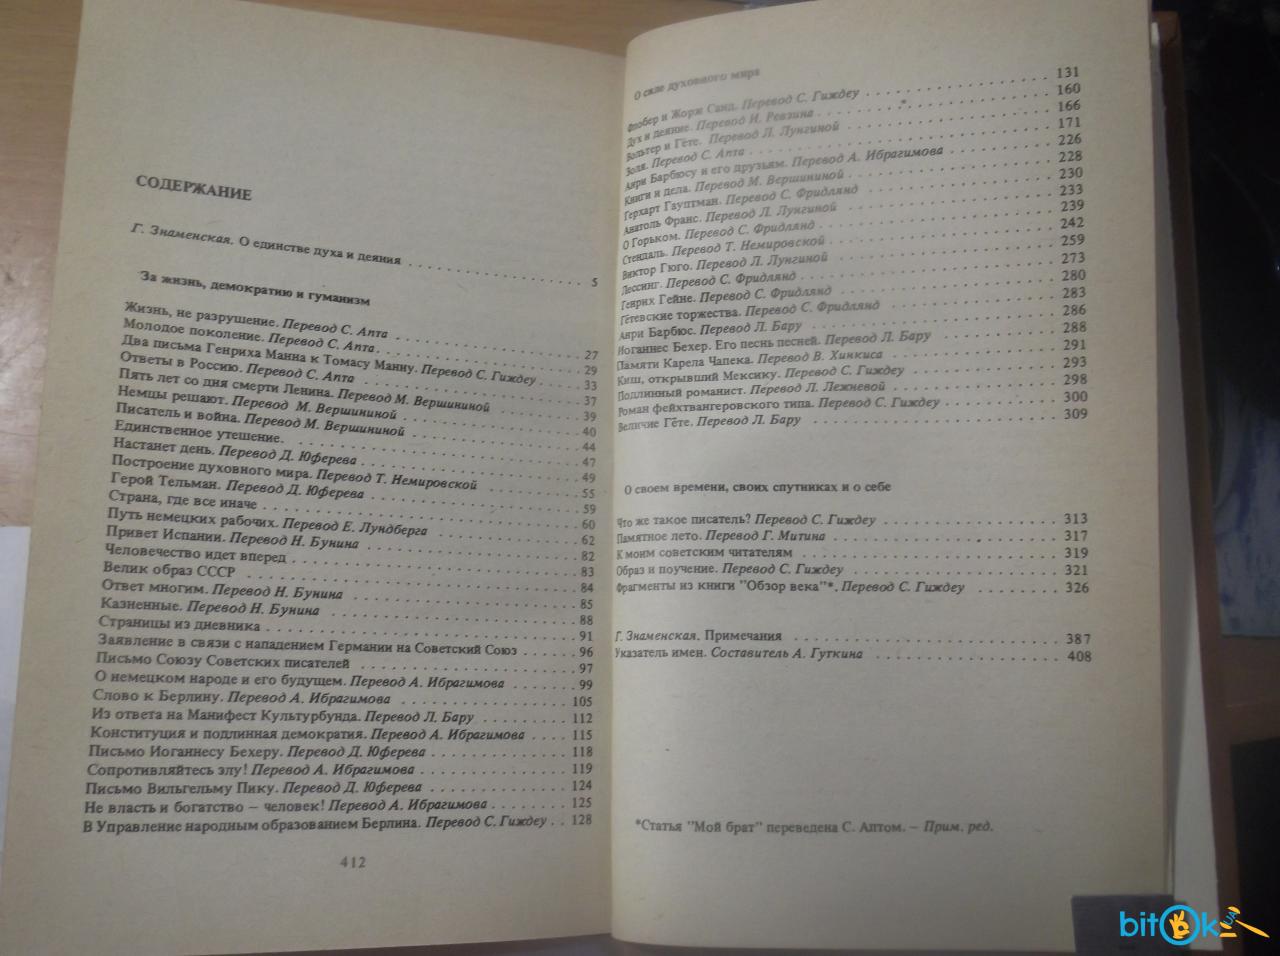 СОДЕРЖАНИЕ
Г. Знаменская. О единстве духа и деяния . . . . . . . . . . . . . . 5
За жизнь, демократию и гуманизм
Жизнь, не разрушение. Перевод С. Апта . . . . . . . . . . . . . . 27
Молодое поколение. Перевод С. Апта . . . . . . . . . . . . . . 29
Два письма Генриха Манна к Томасу Манну. Перевод С. Гиждеу . . . . 33
Ответы в Россию. Перевод С. Апта . . . . . . . . . . . . . . 37
Пять лет со дня смерти Ленина. Перевод М. Вершининой . . . . . . 39
Немцы решают. Перевод М. Вершининой . . . . . . . . . . . . 40
Писатель и война. Перевод М. Вершининой . . . . . . . . . . . . 44
Единственное утешение. . . . . . . . . . . . . . . . . . 47
Настанет день. Перевод Д. Юферева . . . . . . . . . . . . . . 49
Построение духовного мира. Перевод Т. Немировской . . . . . . . . 55
Герой Тельман. Перевод Д. Юферева . . . . . . . . . . . . . . 59
Страна, где все иначе . . . . . . . . . . . . . . . . . . 60
Путь немецких рабочих. Перевод Е. Лундберга . . . . . . . . . . 62
Привет Испании. Перевод Н. Бунина . . . . . . . . . . . . . . 82
Человечество идет вперед . . . . . . . . . . . . . . . . . 83
Велик образ СССР . . . . . . . . . . . . . . . . . . . . 84
Ответ многим. Перевод Н. Бунина . . . . . . . . . . . . . . 85
Казненные. Перевод Н. Бунина . . . . . . . . . . . . . . . 88
Страницы из дневника . . . . . . . . . . . . . . . . . . 91
Заявление в связи с нападением Германии на Советский Союз . . . . 96
Письмо Союзу Советских писателей . . . . . . . . . . . . . . 97
О немецком народе и его будущем. Перевод А. Ибрагимова . . . . . 99
Слово к Берлину. Перевод А. Ибрагимова . . . . . . . . . . . . 105
Из ответа на Манифест Культурбунда. Перевод Л. Бару . . . . . . . 112
Конституция и подлинная демократия. Перевод А. Ибрагимова . . . . 115
Письмо Иоганнесу Бехеру. Перевод Д. Юферева . . . . . . . . . . 118
Сопротивляйтесь злу! Перевод А. Ибрагимова . . . . . . . . . . 119
Письмо Вильгельму Пику. Перевод Д. Юферева . . . . . . . . . . 124
Не власть и богатство – человек! Перевод А. Ибрагимова . . . . . . 125
В Управление народным образованием Берлина. Перевод С. Гиждеу . . 128
412
О силе духовного мира
Флобер и Жорж Санд. Перевод С. Гиждеу . . . . . . . . . . . . 131
Дух и деяние. Перевод И. Ревзина . . . . . . . . . . . . . . 160
Вольтер и Гёте. Перевод Л. Лунгиной . . . . . . . . . . . . . 166
Золя. Перевод С. Апта . . . . . . . . . . . . . . . . . . 171
Анри Барбюсу и его друзьям. Перевод А. Ибрагимова . . . . . . . 226
Книги и дела. Перевод М. Вершининой . . . . . . . . . . . . . 228
Герхарт Гауптман. Перевод С. Фридлянд . . . . . . . . . . . . 230
Анатоль Франс. Перевод Л. Лунгиной . . . . . . . . . . . . . 233
О Горьком. Перевод С. Фридлянд . . . . . . . . . . . . . . 239
Стендаль. Перевод Т. Немировской . . . . . . . . . . . . . . 242
Виктор Гюго. Перевод Л. Лунгиной . . . . . . . . . . . . . . 259
Лессинг. Перевод С. Фридлянд . . . . . . . . . . . . . . . 273
Генрих Гейне. Перевод С. Фридлянд . . . . . . . . . . . . . 280
Гётевские торжества. Перевод С. Фридлянд . . . . . . . . . . . 283
Анри Барбюс. Перевод Л. Бару . . . . . . . . . . . . . . . 286
Иоганнес Бехер. Его песнь песней. Перевод Л. Бару . . . . . . . . 288
Памяти Карела Чапека. Перевод В. Хинкиса . . . . . . . . . . . 291
Киш, открывший Мексику. Перевод С. Гиждеу . . . . . . . . . . 293
Подлинный романист. Перевод Л. Лежневой . . . . . . . . . . . 298
Роман фейхтвангеровского типа. Перевод С. Гиждеу . . . . . . . . 300
Величие Гёте. Перевод Л. Бару . . . . . . . . . . . . . . . 309
О своем времени, своих спутниках и о себе
Что же такое писатель? Перевод С. Гиждеу . . . . . . . . . . . 313
Памятное лето. Перевод Г. Митина . . . . . . . . . . . . . . 317
К моим советским читателям . . . . . . . . . . . . . . . . 319
Образ и поучение. Перевод С. Гиждеу . . . . . . . . . . . . . 321
Фрагменты из книги "Обзор века"*. Перевод С. Гиждеу . . . . . . . 326
Г. Знаменская. Примечания . . . . . . . . . . . . . . . . 387
Указатель имен. Составитель А. Гуткина . . . . . . . . . . . . 408
*Статья "Мой брат" переведена С. Аптом. – Прим. ред.
bitOk.UA